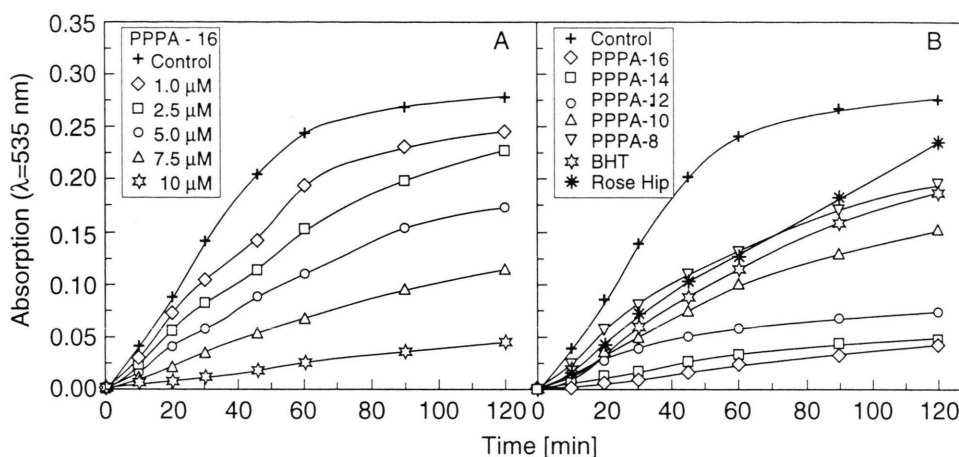 Absorption (λ=535 nm)
0.35
0.30
0.25
0.20
0.15
0.10
0.05
0.00
PPPA - 16
Control
1.0 µM
2.5 µM
5.0 µM
7.5 µM
10 µM
A
0 20 40 60 80 100 120
Control
PPPA-16
PPPA-14
PPPA-12
PPPA-10
PPPA-8
BHT
Rose Hip
B
0 20 40 60 80 100 120
Time [min]